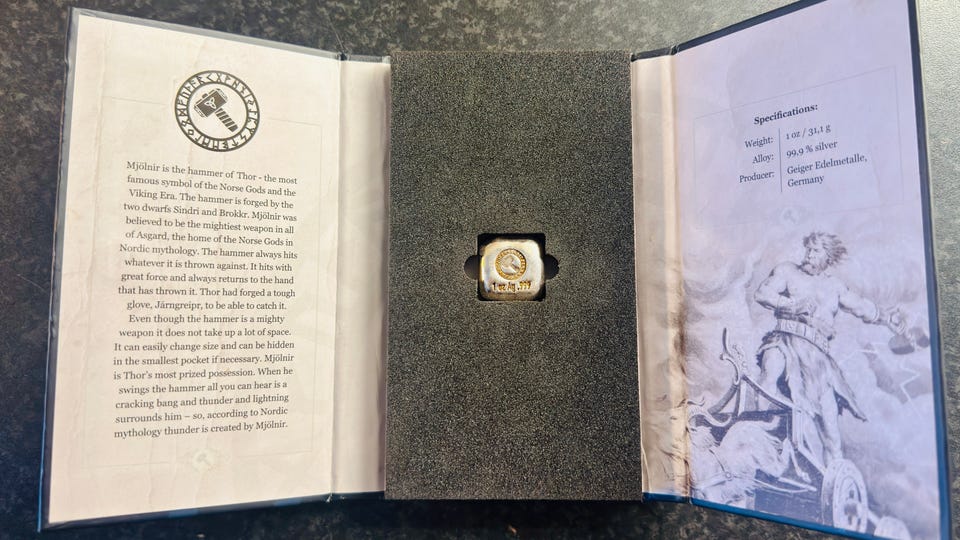 Mjölnir is the hammer of Thor - the most
famous symbol of the Norse Gods and the
Viking Era. The hammer is forged by the
two dwarfs Sindri and Brokkr. Mjölnir was
believed to be the mightiest weapon in all
of Asgard, the home of the Norse Gods in
Nordic mythology. The hammer always hits
whatever it is thrown against. It hits with
great force and always returns to the hand
that has thrown it. Thor had forged a tough
glove, Járngreipr, to be able to catch it.
Even though the hammer is a mighty
weapon it does not take up a lot of space.
It can easily change size and can be hidden
in the smallest pocket if necessary. Mjölnir
is Thor's most prized possession. When he
swings the hammer all you can hear is a
cracking bang and thunder and lightning
surrounds him – so, according to Nordic
mythology thunder is created by Mjölnir.
1 oz Ag .999
Specifications:
Weight: 1 oz / 31,1 g
Alloy: 99,9 % silver
Producer: Geiger Edelmetalle,
Germany